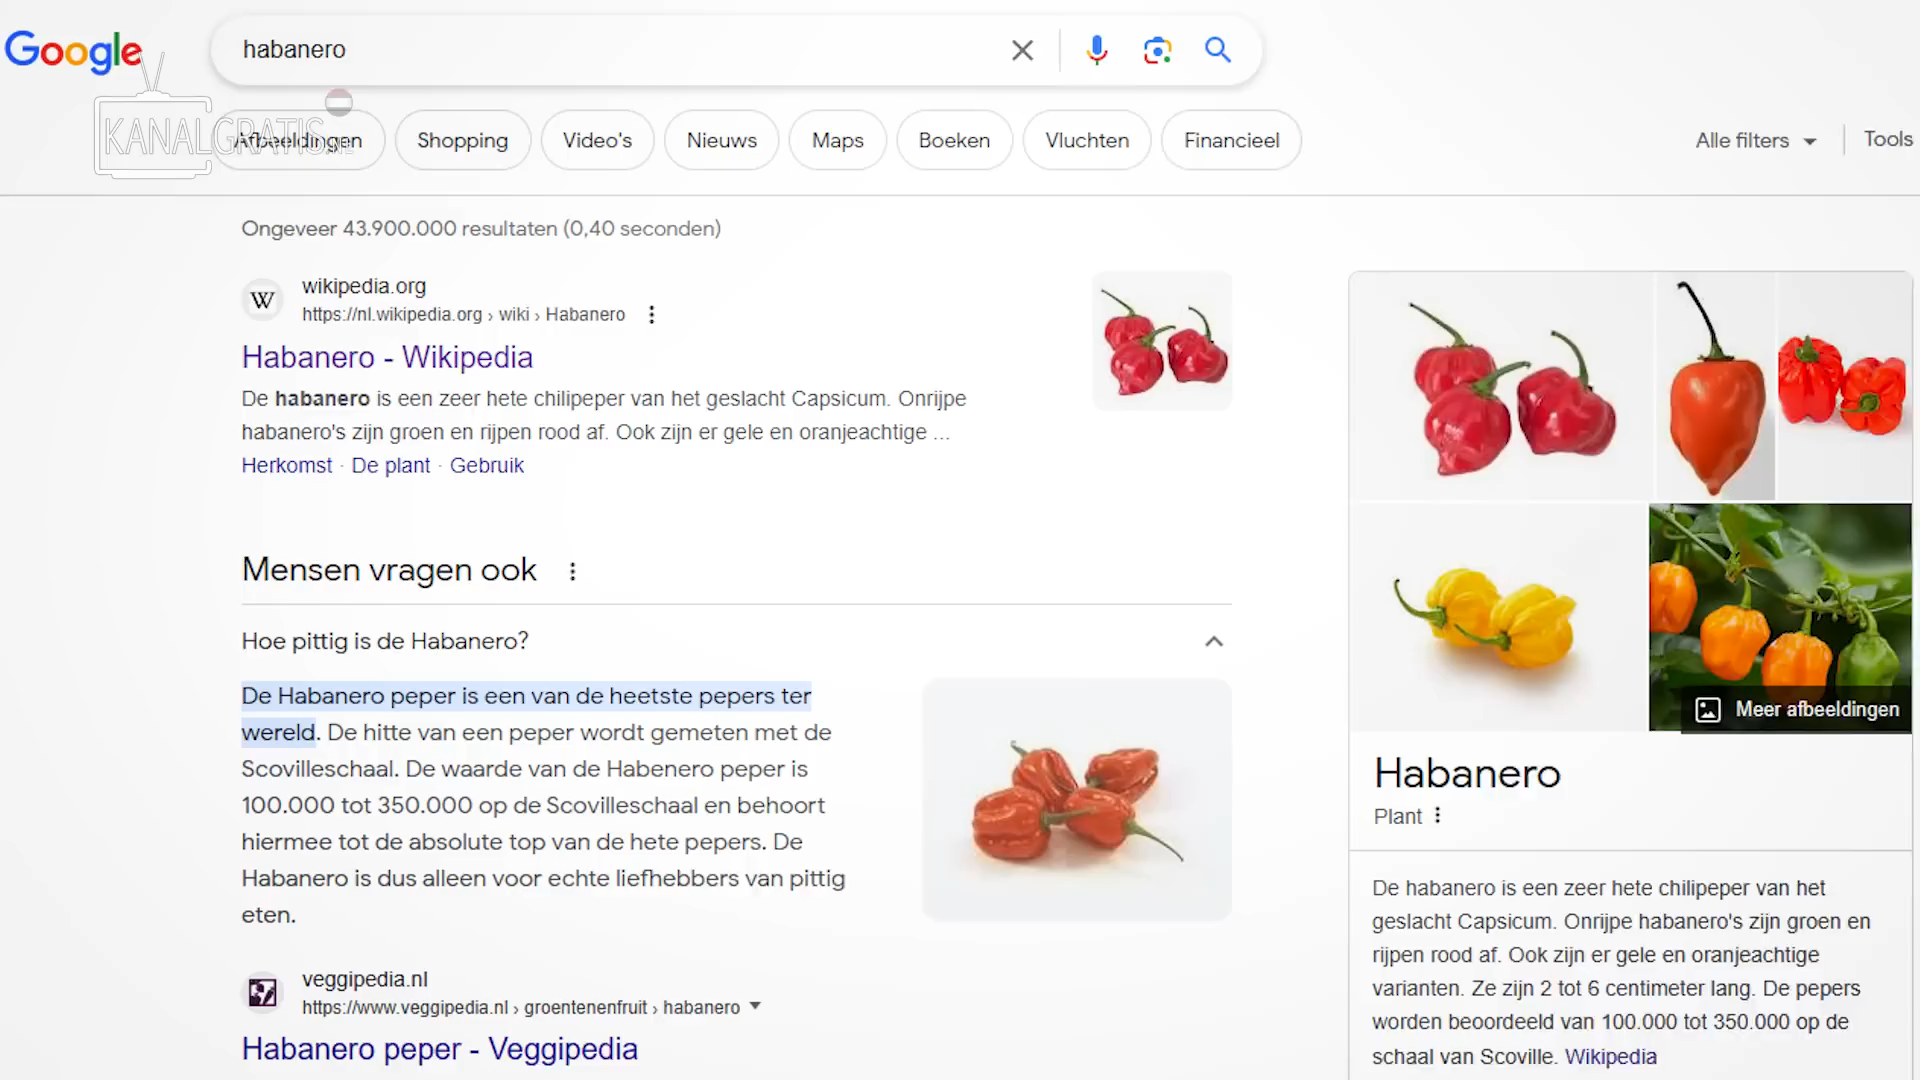 Google
habanero
KANALGRATIS
Afbeeldingen
Shopping
Video's
Nieuws
Maps
Boeken
Vluchten
Financieel
Alle filters
Tools
Ongeveer 43.900.000 resultaten (0,40 seconden)
W
wikipedia.org
https://nl.wikipedia.org › wiki › Habanero
Habanero - Wikipedia
De habanero is een zeer hete chilipeper van het geslacht Capsicum. Onrijpe
habanero's zijn groen en rijpen rood af. Ook zijn er gele en oranjeachtige ...
Herkomst · De plant · Gebruik
Mensen vragen ook
Hoe pittig is de Habanero?
De Habanero peper is een van de heetste pepers ter
wereld. De hitte van een peper wordt gemeten met de
Scovilleschaal. De waarde van de Habenero peper is
100.000 tot 350.000 op de Scovilleschaal en behoort
hiermee tot de absolute top van de hete pepers. De
Habanero is dus alleen voor echte liefhebbers van pittig
eten.
veggipedia.nl
https://www.veggipedia.nl › groentenenfruit › habanero
Habanero peper - Veggipedia
Meer afbeeldingen
Habanero
Plant
De habanero is een zeer hete chilipeper van het
geslacht Capsicum. Onrijpe habanero's zijn groen en
rijpen rood af. Ook zijn er gele en oranjeachtige
varianten. Ze zijn 2 tot 6 centimeter lang. De pepers
worden beoordeeld van 100.000 tot 350.000 op de
schaal van Scoville. Wikipedia